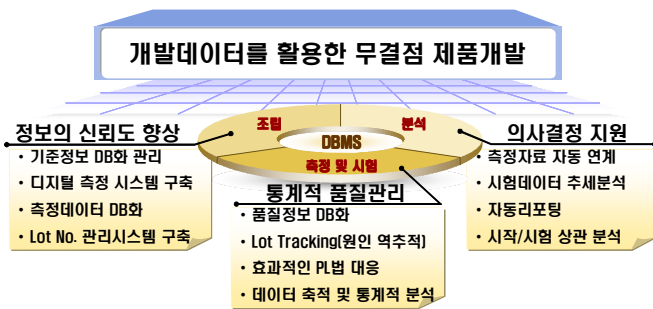 개발데이터를 활용한 무결점 제품개발
정보의 신뢰도 향상
• 기준정보 DB화 관리
• 디지털 측정 시스템 구축
• 측정데이터 DB화
• Lot No. 관리시스템 구축
조립
분석
DBMS
측정 및 시험
통계적 품질관리
• 품질정보 DB화
• Lot Tracking(원인 역추적)
• 효과적인 PL법 대응
• 데이터 축적 및 통계적 분석
의사결정 지원
• 측정자료 자동 연계
• 시험데이터 추세분석
• 자동리포팅
• 시작/시험 상관 분석